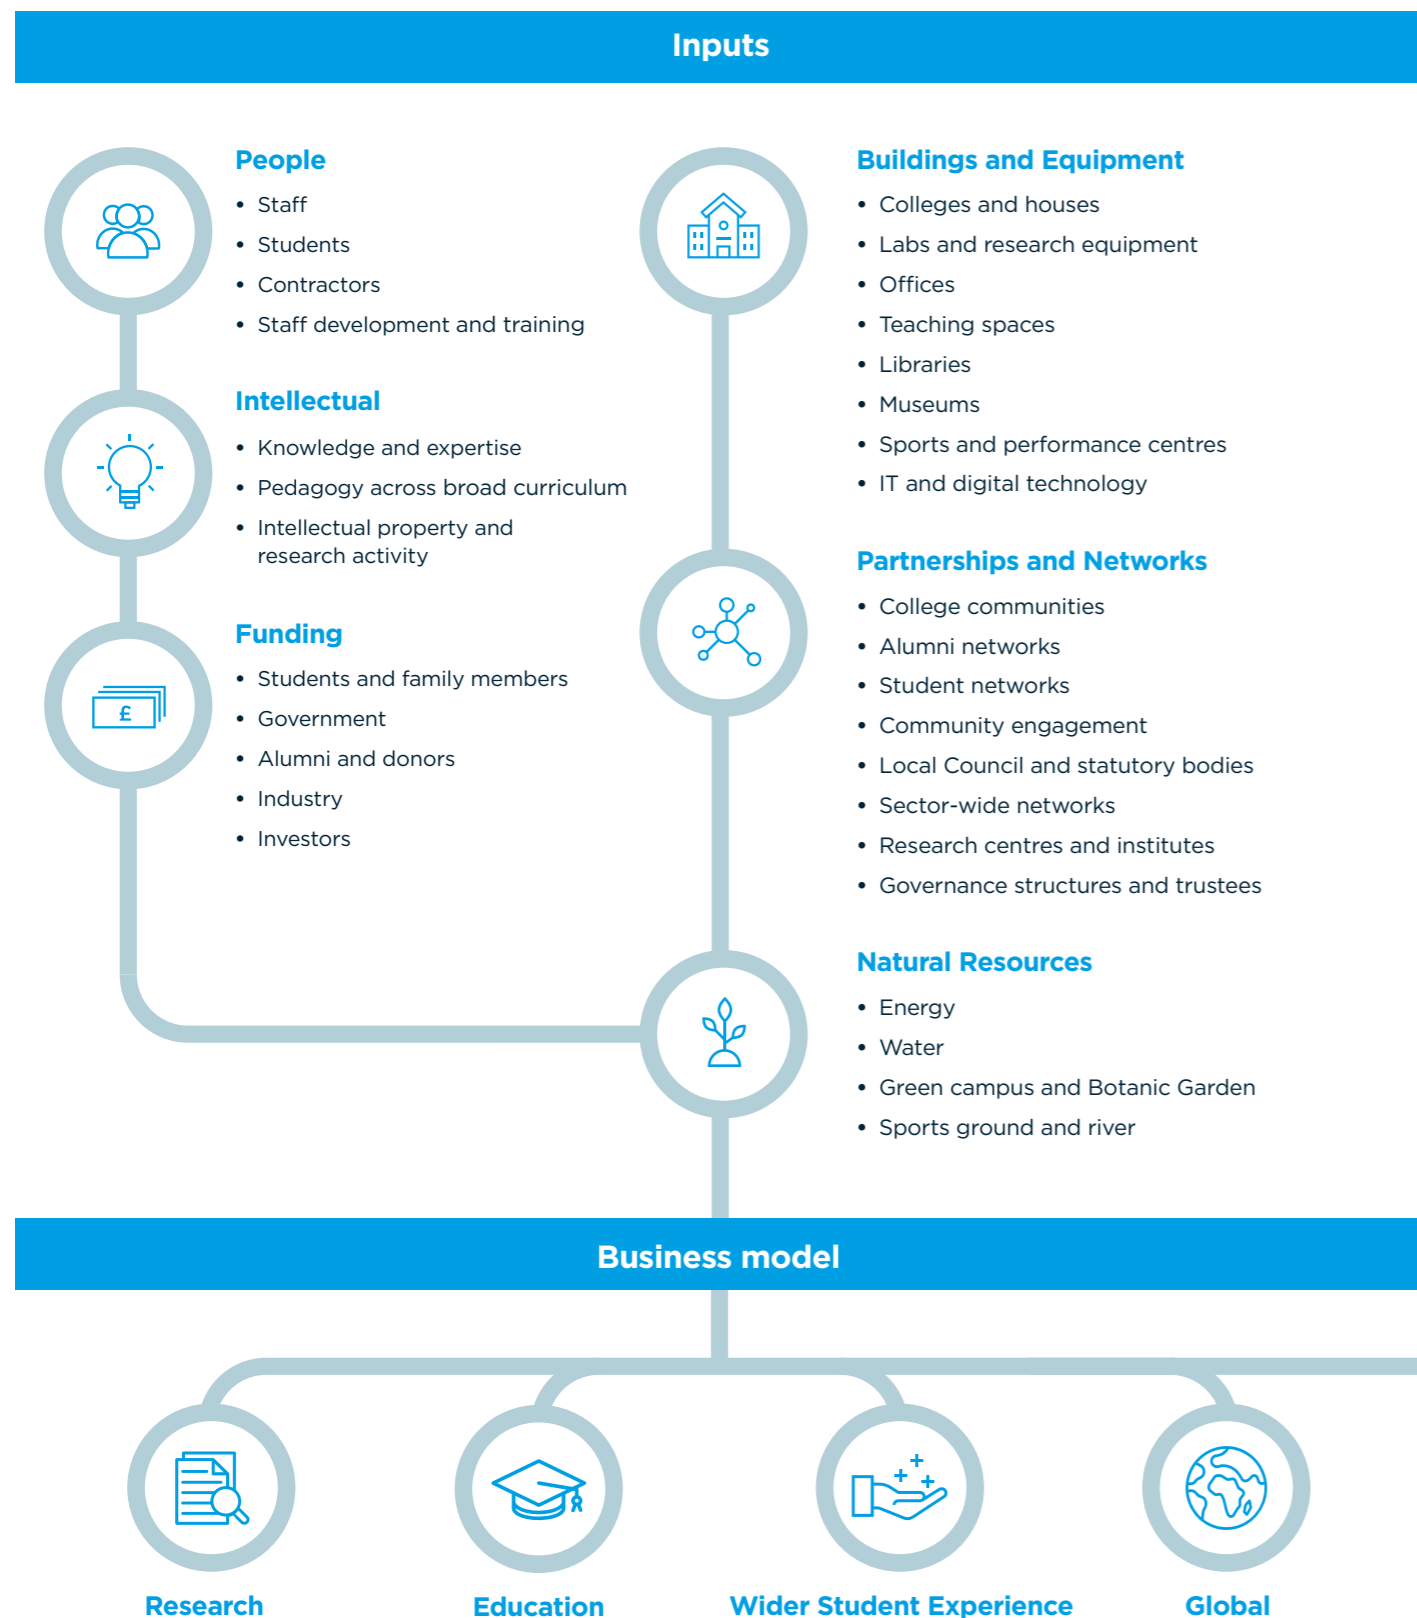 Inputs
People
• Staff
• Students
• Contractors
• Staff development and training
Intellectual
• Knowledge and expertise
• Pedagogy across broad curriculum
• Intellectual property and
research activity
Funding
£
• Students and family members
• Government
• Alumni and donors
• Industry
• Investors
Buildings and Equipment
• Colleges and houses
• Labs and research equipment
• Offices
• Teaching spaces
• Libraries
• Museums
• Sports and performance centres
• IT and digital technology
Partnerships and Networks
• College communities
• Alumni networks
• Student networks
• Community engagement
• Local Council and statutory bodies
• Sector-wide networks
• Research centres and institutes
• Governance structures and trustees
Natural Resources
• Energy
• Water
• Green campus and Botanic Garden
• Sports ground and river
Business model
Research
Education
Wider Student Experience
Global